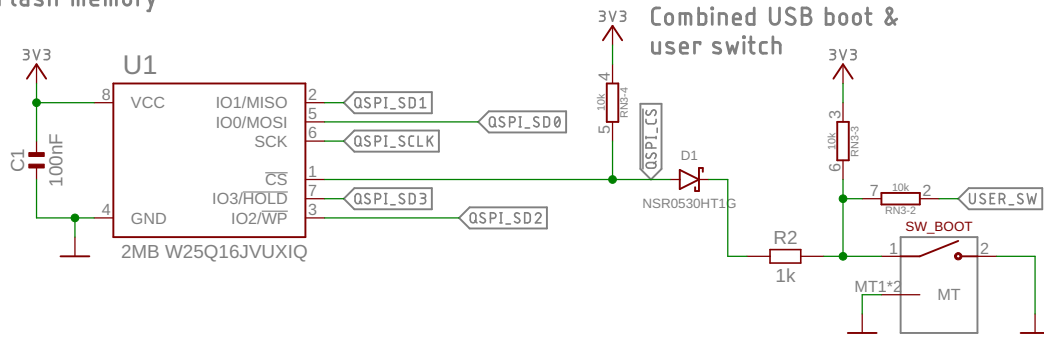 Flash memory
Combined USB boot &
user switch
3V3
3V3
3V3
U1
8
VCC
IO1/MISO
2
QSPI_SD1
IO0/MOSI
5
QSPI_SD0
SCK
6
QSPI_SCLK
CS
1
IO3/HOLD
7
QSPI_SD3
4
GND
IO2/WP
3
QSPI_SD2
2MB W25Q16JVUXIQ
C1
100nF
4
10k
RN3-4
5
QSPI_CS
D1
NSR0530HT1G
3
10k
RN3-3
6
7
10k
2
RN3-2
USER_SW
R2
1k
SW_BOOT
1
2
MT1*2
MT